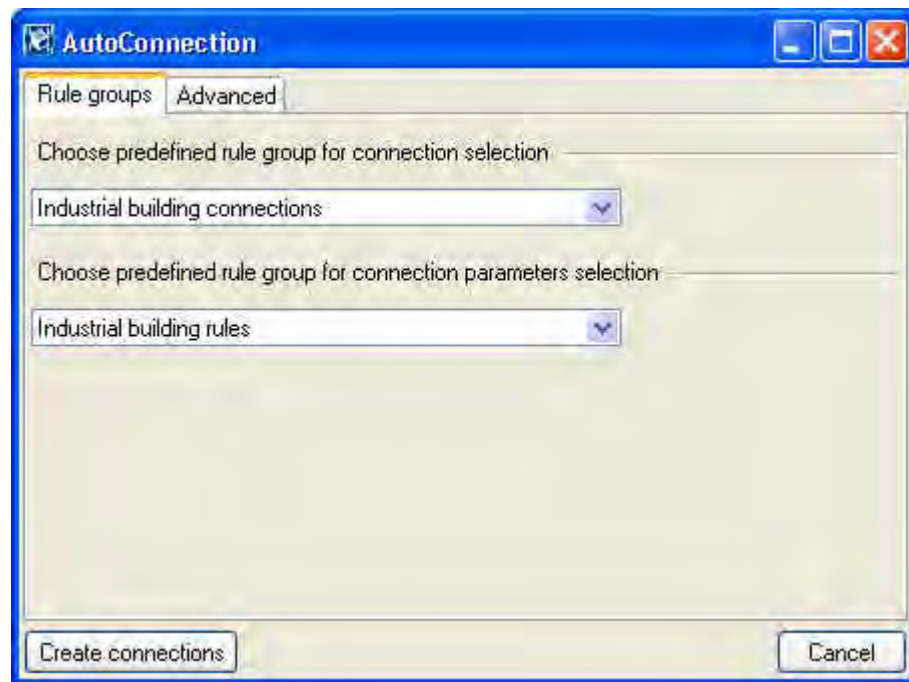 AutoConnection
Rule groups Advanced
Choose predefined rule group for connection selection
Industrial building connections
Choose predefined rule group for connection parameters selection
Industrial building rules
Create connections Cancel